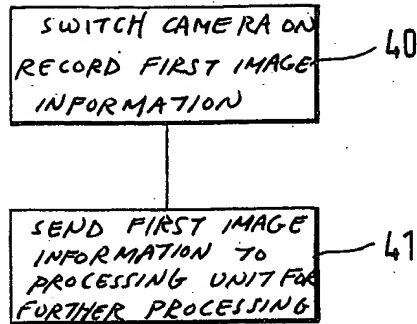 SWITCH CAMERA ON
RECORD FIRST IMAGE
INFORMATION
40
SEND FIRST IMAGE
INFORMATION TO
PROCESSING UNIT FOR
FURTHER PROCESSING
41